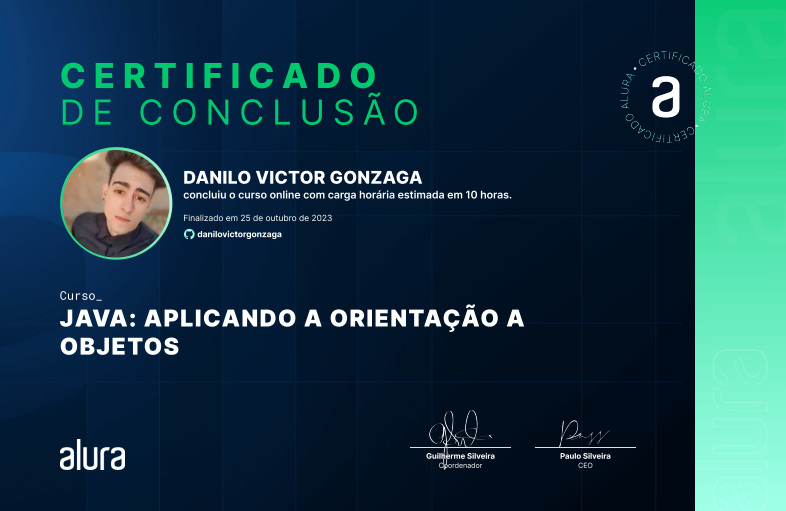 CERTIFICADO
DE CONCLUSÃO
• CERTIFICADO ALURA • CERTIFICADO ALURA
a
alura
DANILO VICTOR GONZAGA
concluiu o curso online com carga horária estimada em 10 horas.
Finalizado em 25 de outubro de 2023
danilovictorgonzaga
Curso_
JAVA: APLICANDO A ORIENTAÇÃO A
OBJETOS
alura
alura
Guilherme Silveira
Coordenador
Paulo Silveira
CEO